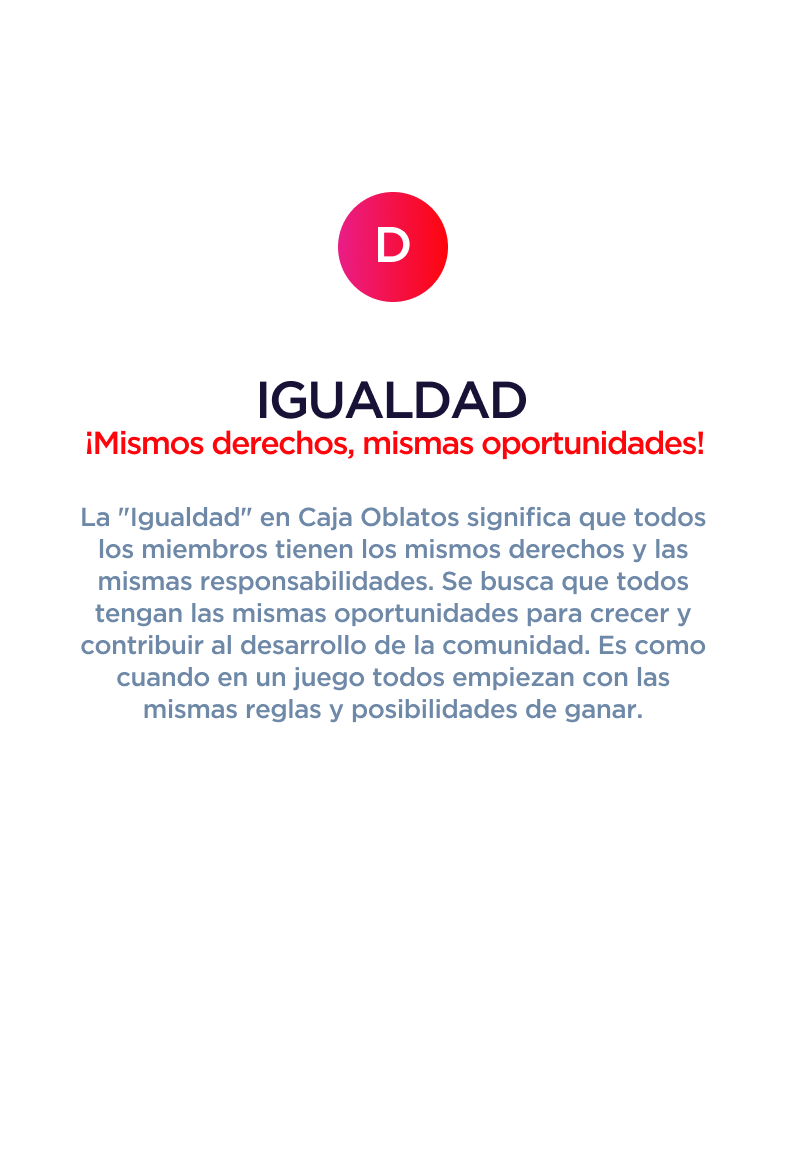 D
IGUALDAD
¡Mismos derechos, mismas oportunidades!
La "Igualdad" en Caja Oblatos significa que todos
los miembros tienen los mismos derechos y las
mismas responsabilidades. Se busca que todos
tengan las mismas oportunidades para crecer y
contribuir al desarrollo de la comunidad. Es como
cuando en un juego todos empiezan con las
mismas reglas y posibilidades de ganar.